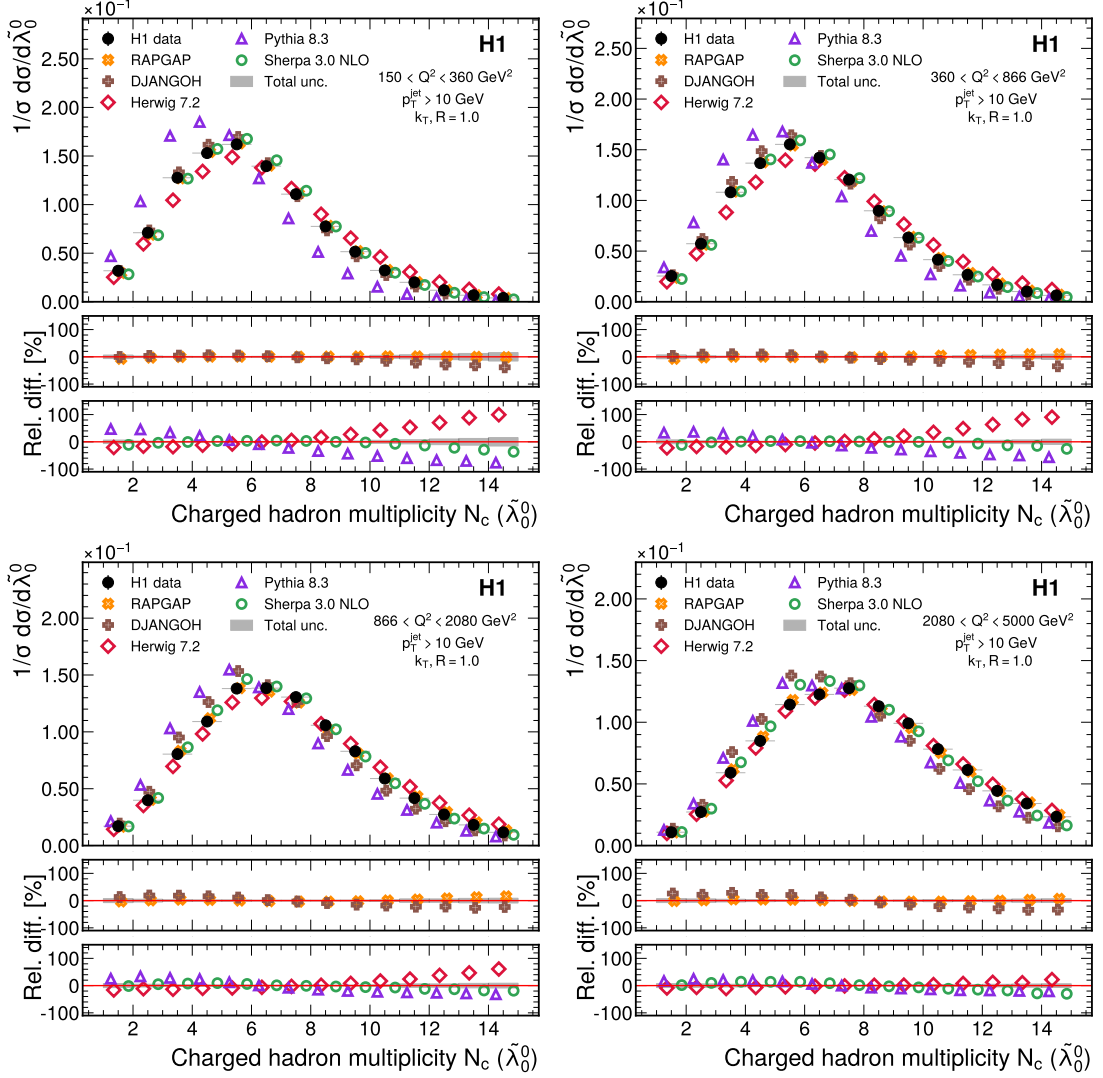 ×10⁻¹
1/σ dσ/dλ̃₀⁰
2.50
2.00
1.50
1.00
0.50
0.00
H1 data
RAPGAP
DJANGOH
Herwig 7.2
Pythia 8.3
Sherpa 3.0 NLO
Total unc.
H1
150 < Q² < 360 GeV²
p_T^jet > 10 GeV
k_T, R = 1.0
Rel. diff. [%]
100
0
-100
100
0
-100
2 4 6 8 10 12 14
Charged hadron multiplicity N_c (λ̃₀⁰)
×10⁻¹
1/σ dσ/dλ̃₀⁰
2.50
2.00
1.50
1.00
0.50
0.00
H1 data
RAPGAP
DJANGOH
Herwig 7.2
Pythia 8.3
Sherpa 3.0 NLO
Total unc.
H1
360 < Q² < 866 GeV²
p_T^jet > 10 GeV
k_T, R = 1.0
Rel. diff. [%]
100
0
-100
100
0
-100
2 4 6 8 10 12 14
Charged hadron multiplicity N_c (λ̃₀⁰)
×10⁻¹
1/σ dσ/dλ̃₀⁰
2.00
1.50
1.00
0.50
0.00
H1 data
RAPGAP
DJANGOH
Herwig 7.2
Pythia 8.3
Sherpa 3.0 NLO
Total unc.
H1
866 < Q² < 2080 GeV²
p_T^jet > 10 GeV
k_T, R = 1.0
Rel. diff. [%]
100
0
-100
100
0
-100
2 4 6 8 10 12 14
Charged hadron multiplicity N_c (λ̃₀⁰)
×10⁻¹
1/σ dσ/dλ̃₀⁰
2.00
1.50
1.00
0.50
0.00
H1 data
RAPGAP
DJANGOH
Herwig 7.2
Pythia 8.3
Sherpa 3.0 NLO
Total unc.
H1
2080 < Q² < 5000 GeV²
p_T^jet > 10 GeV
k_T, R = 1.0
Rel. diff. [%]
100
0
-100
100
0
-100
2 4 6 8 10 12 14
Charged hadron multiplicity N_c (λ̃₀⁰)